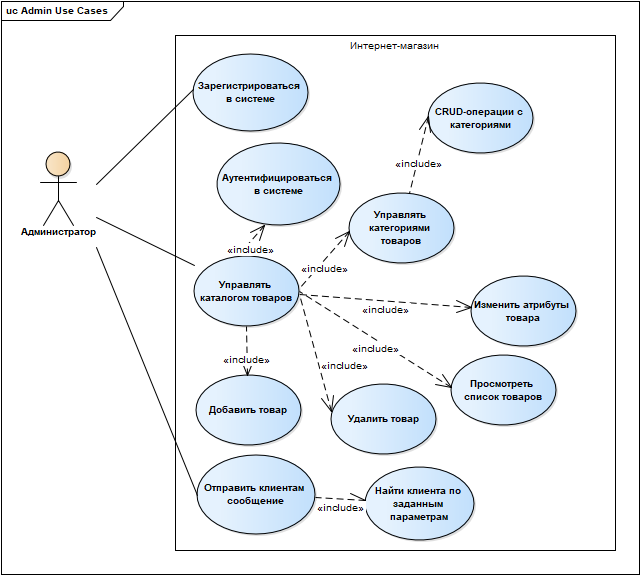 uc Admin Use Cases
Интернет-магазин
Зарегистрироваться
в системе
CRUD-операции с
категориями
«include»
Аутентифицироваться
в системе
Управлять
категориями
товаров
Администратор
«include»
«include»
Управлять
каталогом товаров
Изменить атрибуты
товара
«include»
«include»
«include»
«include»
Просмотреть
список товаров
Добавить товар
Удалить товар
Отправить клиентам
сообщение
Найти клиента по
заданным
параметрам
«include»